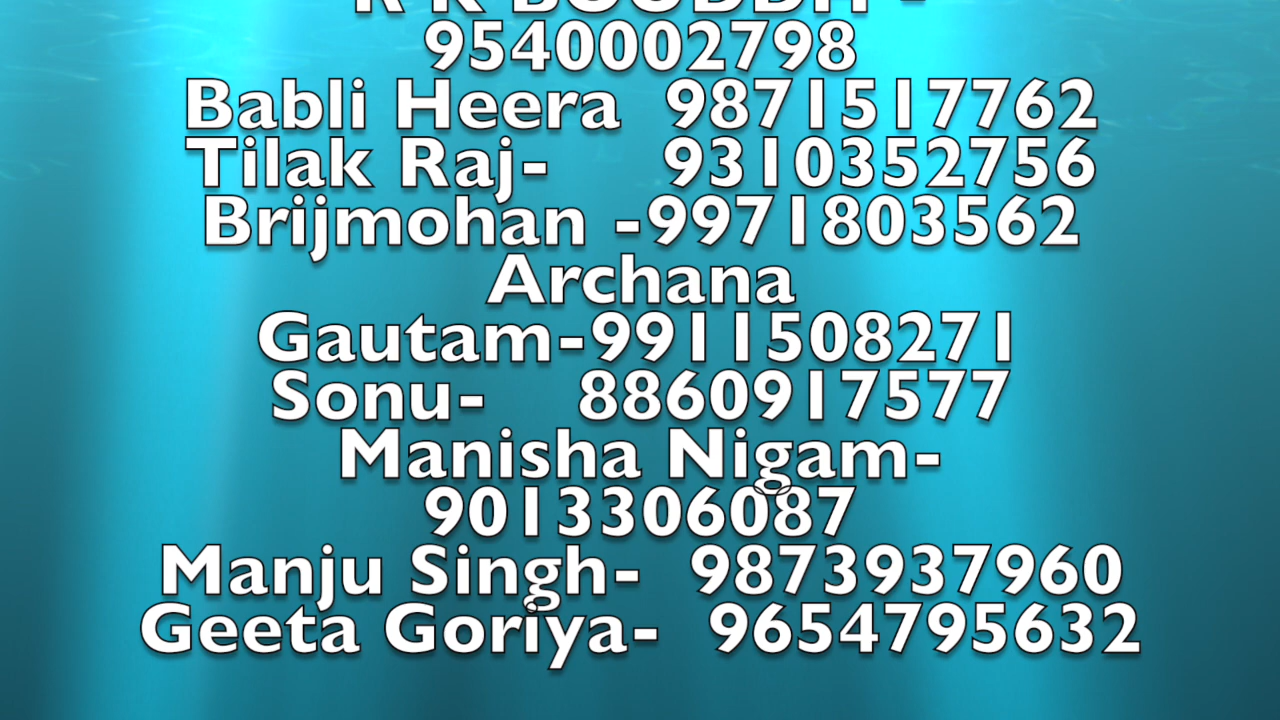 R K BOUDDH -
9540002798
Babli Heera 9871517762
Tilak Raj- 9310352756
Brijmohan -9971803562
Archana
Gautam-9911508271
Sonu- 8860917577
Manisha Nigam-
9013306087
Manju Singh- 9873937960
Geeta Goriya- 9654795632